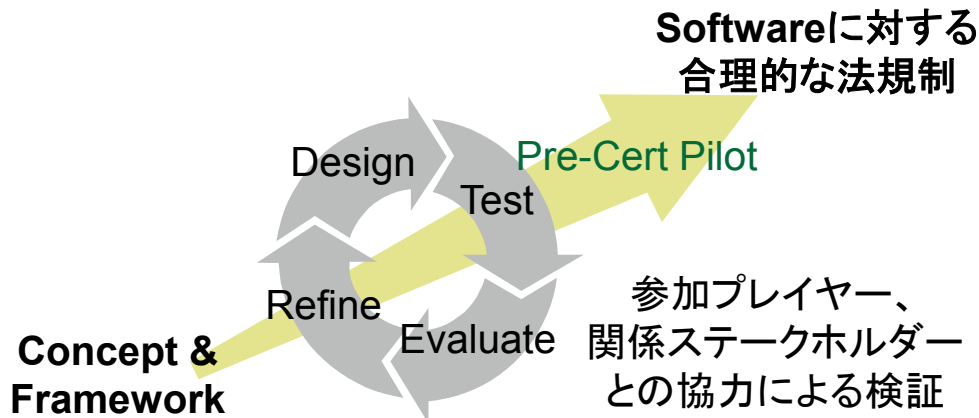 Softwareに対する
合理的な法規制
Design
Pre-Cert Pilot
Test
Refine
Evaluate
参加プレイヤー、
関係ステークホルダー
との協力による検証
Concept &
Framework